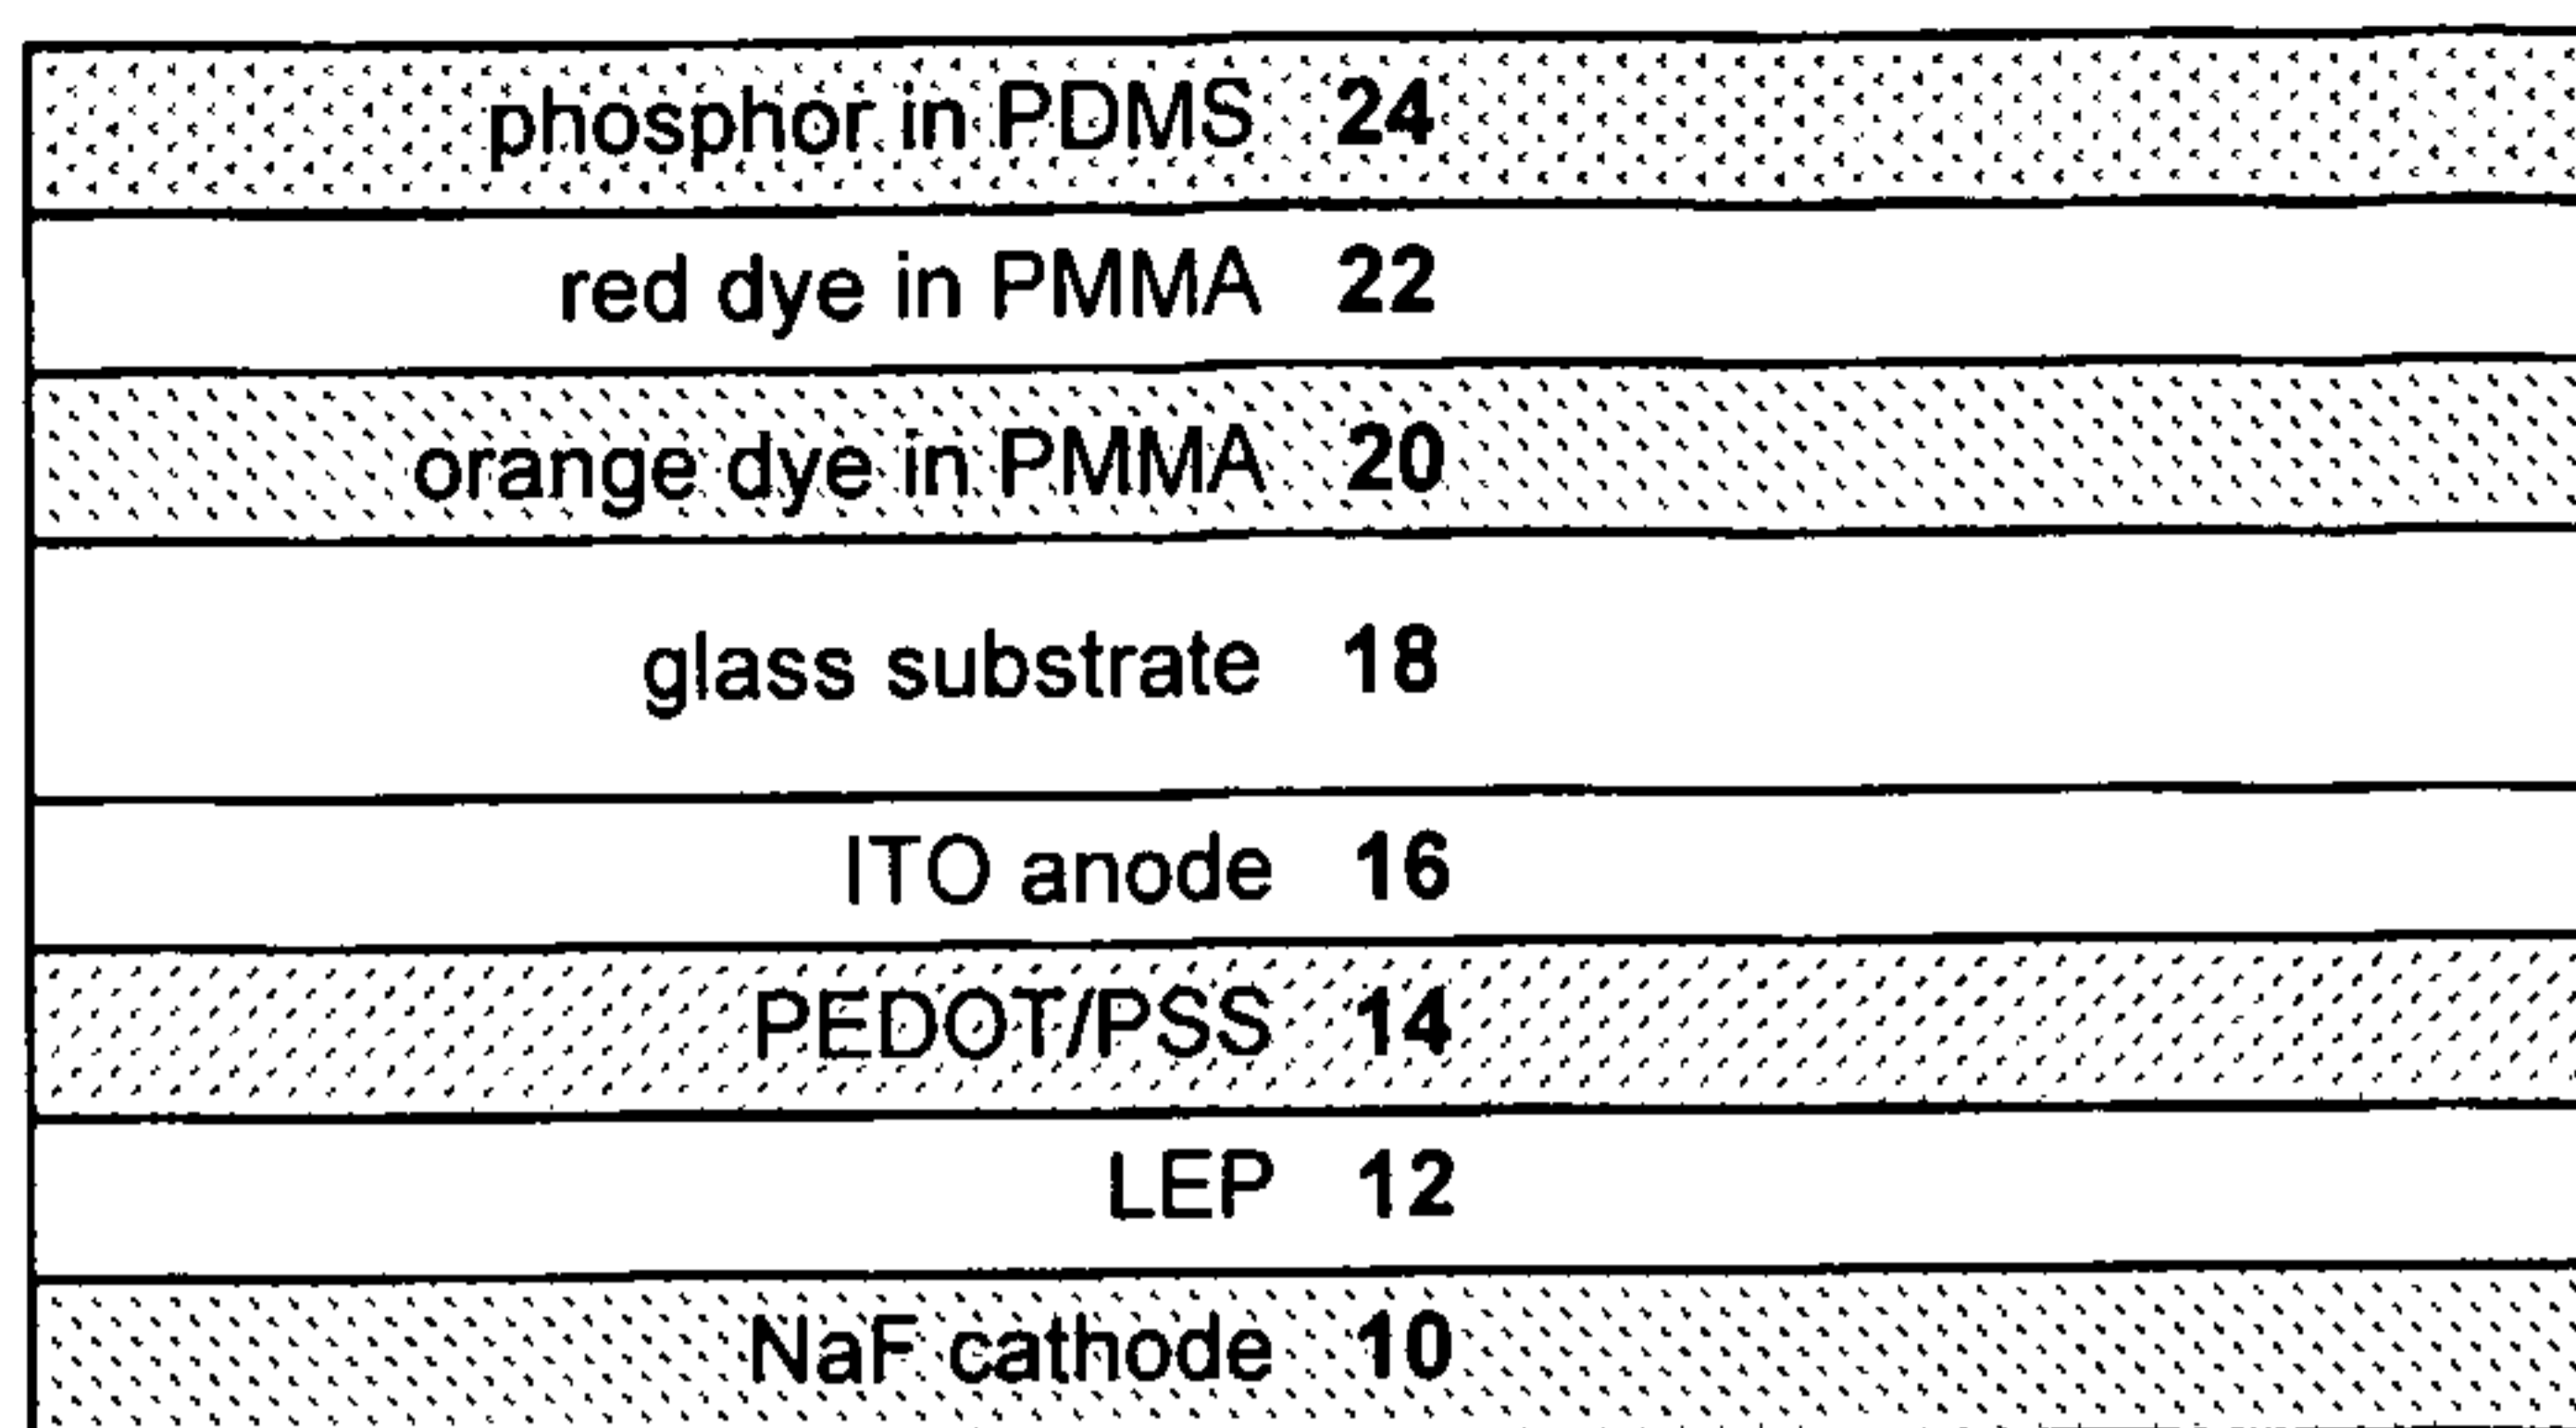 phosphor in PDMS 24
red dye in PMMA 22
orange dye in PMMA 20
glass substrate 18
ITO anode 16
PEDOT/PSS 14
LEP 12
NaF cathode 10